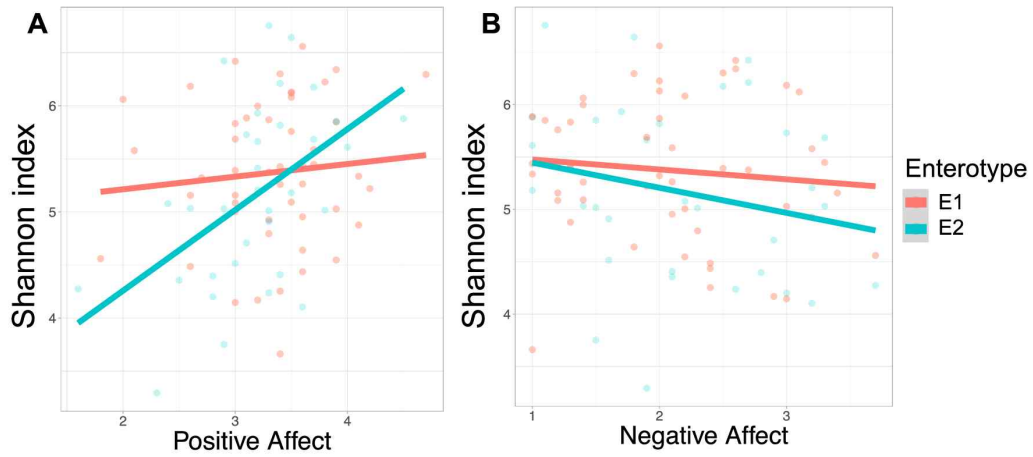 A
Shannon index
6
5
4
2
3
4
Positive Affect
B
Shannon index
6
5
4
1
2
3
Negative Affect
Enterotype
E1
E2